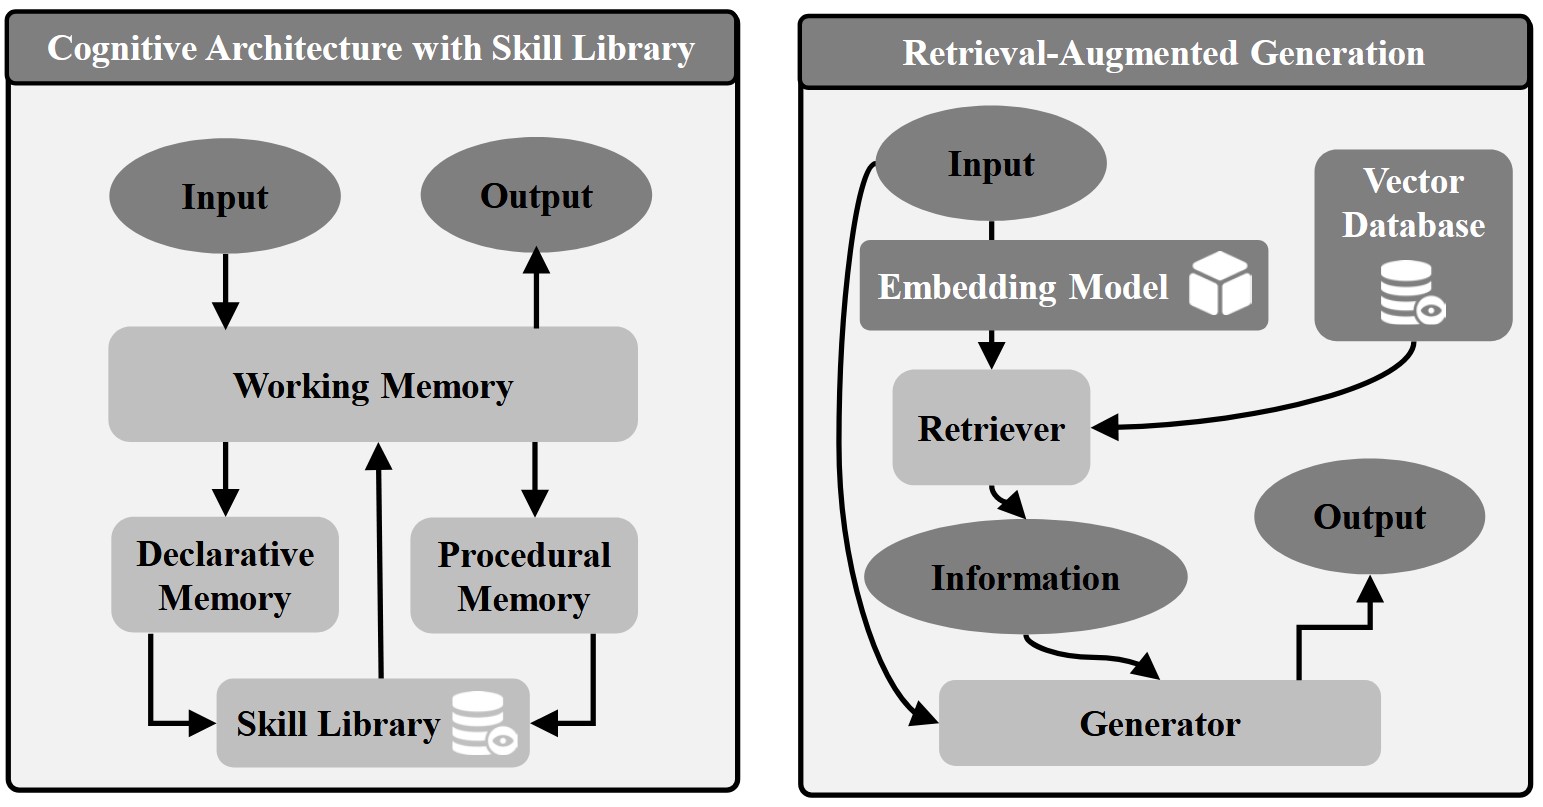 Cognitive Architecture with Skill Library
Input
Output
Working Memory
Declarative
Memory
Procedural
Memory
Skill Library
Retrieval-Augmented Generation
Input
Vector
Database
Embedding Model
Retriever
Output
Information
Generator